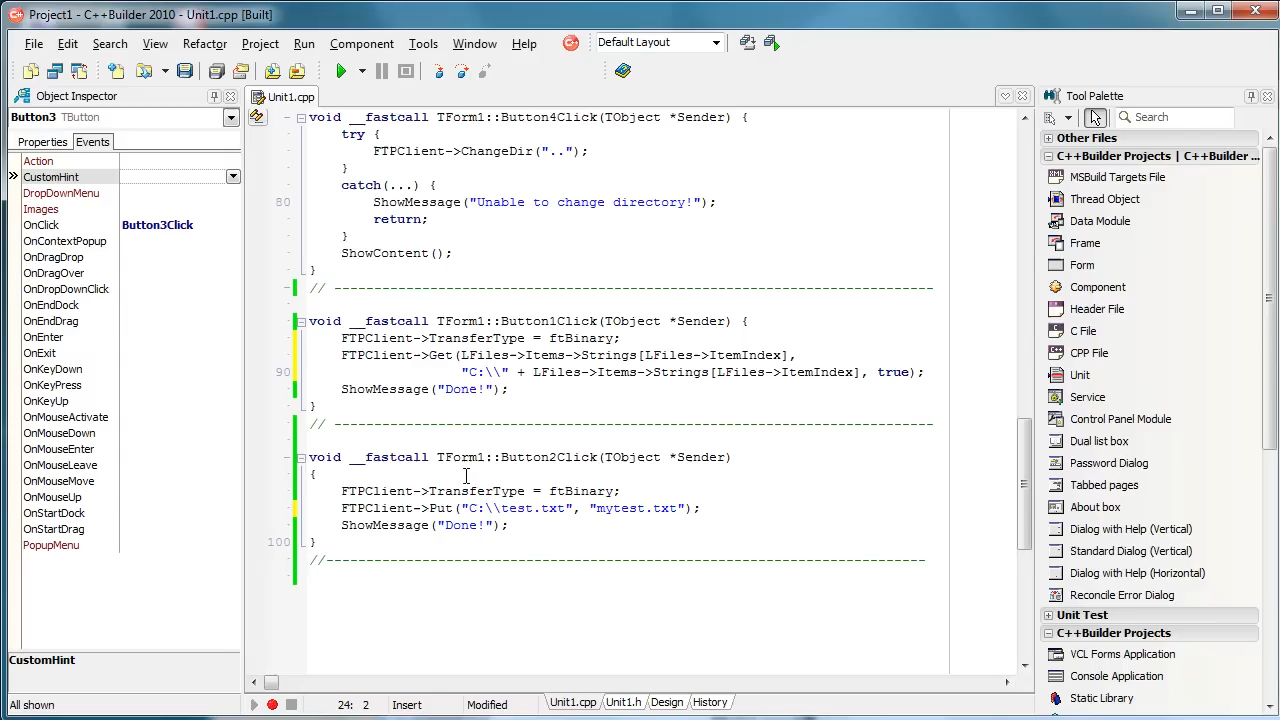 Project1 - C++Builder 2010 - Unit1.cpp [Built]
File Edit Search View Refactor Project Run Component Tools Window Help Default Layout
Object Inspector
Button3 TButton
Properties Events
Action
CustomHint
DropDownMenu
Images
OnClick Button3Click
OnContextPopup
OnDragDrop
OnDragOver
OnDropDownClick
OnEndDock
OnEndDrag
OnEnter
OnExit
OnKeyDown
OnKeyPress
OnKeyUp
OnMouseActivate
OnMouseDown
OnMouseEnter
OnMouseLeave
OnMouseMove
OnMouseUp
OnStartDock
OnStartDrag
PopupMenu
CustomHint
All shown
Unit1.cpp
void __fastcall TForm1::Button4Click(TObject *Sender) {
try {
FTPClient->ChangeDir("..");
}
catch(...) {
80 ShowMessage("Unable to change directory!");
return;
}
ShowContent();
}
// ---------------------------------------------------------------------------
void __fastcall TForm1::Button1Click(TObject *Sender) {
FTPClient->TransferType = ftBinary;
FTPClient->Get(LFiles->Items->Strings[LFiles->ItemIndex],
90 "C:\\" + LFiles->Items->Strings[LFiles->ItemIndex], true);
ShowMessage("Done!");
}
// ---------------------------------------------------------------------------
void __fastcall TForm1::Button2Click(TObject *Sender)
{
FTPClient->TransferType = ftBinary;
FTPClient->Put("C:\\test.txt", "mytest.txt");
ShowMessage("Done!");
100 }
//---------------------------------------------------------------------------
24: 2 Insert Modified Unit1.cpp Unit1.h Design History
Tool Palette
Search
Other Files
C++Builder Projects | C++Builder ...
MSBuild Targets File
Thread Object
Data Module
Frame
Form
Component
Header File
C File
CPP File
Unit
Service
Control Panel Module
Dual list box
Password Dialog
Tabbed pages
About box
Dialog with Help (Vertical)
Standard Dialog (Vertical)
Dialog with Help (Horizontal)
Reconcile Error Dialog
Unit Test
C++Builder Projects
VCL Forms Application
Console Application
Static Library